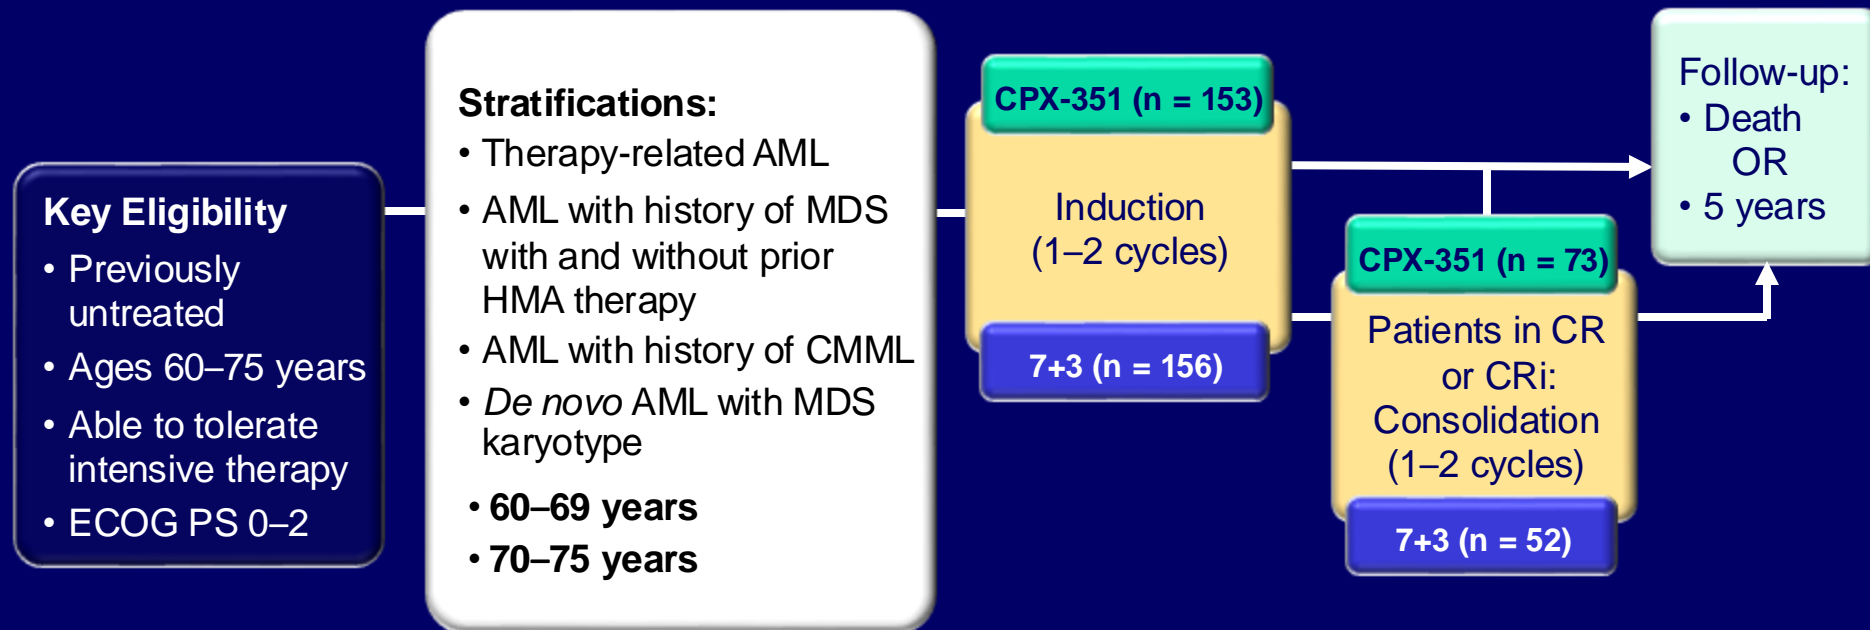 Key Eligibility
• Previously
untreated
• Ages 60–75 years
• Able to tolerate
intensive therapy
• ECOG PS 0–2
Stratifications:
• Therapy-related AML
• AML with history of MDS
with and without prior
HMA therapy
• AML with history of CMML
• De novo AML with MDS
karyotype
• 60–69 years
• 70–75 years
CPX-351 (n = 153)
Induction
(1–2 cycles)
7+3 (n = 156)
CPX-351 (n = 73)
Patients in CR
or CRi:
Consolidation
(1–2 cycles)
7+3 (n = 52)
Follow-up:
• Death
OR
• 5 years